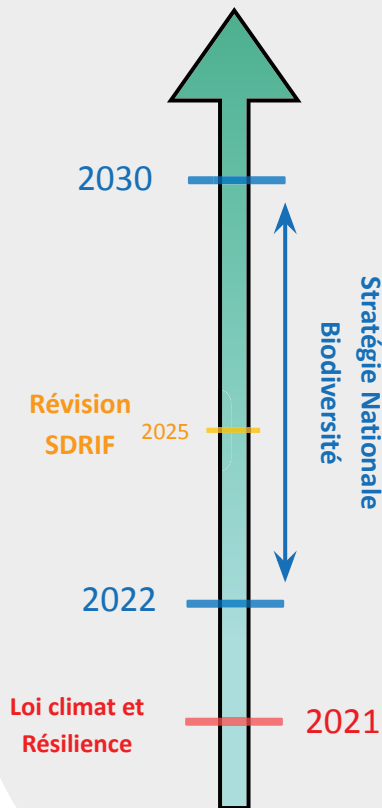 2030
Stratégie Nationale
Biodiversité
Révision
SDRIF
2025
2022
Loi climat et
Résilience
2021